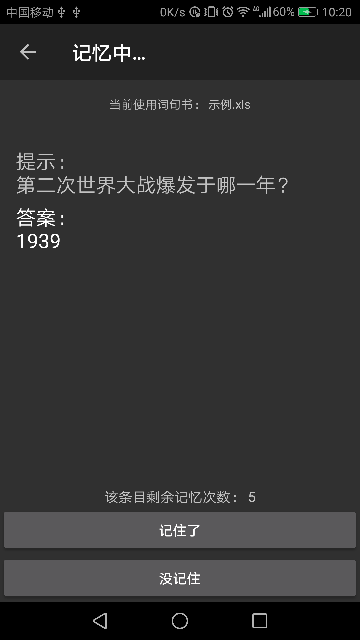 中国移动 0K/s 4G 60% 10:20
记忆中...
当前使用词句书： 示例.xls
提示：
第二次世界大战爆发于哪一年？
答案：
1939
该条目剩余记忆次数： 5
记住了
没记住